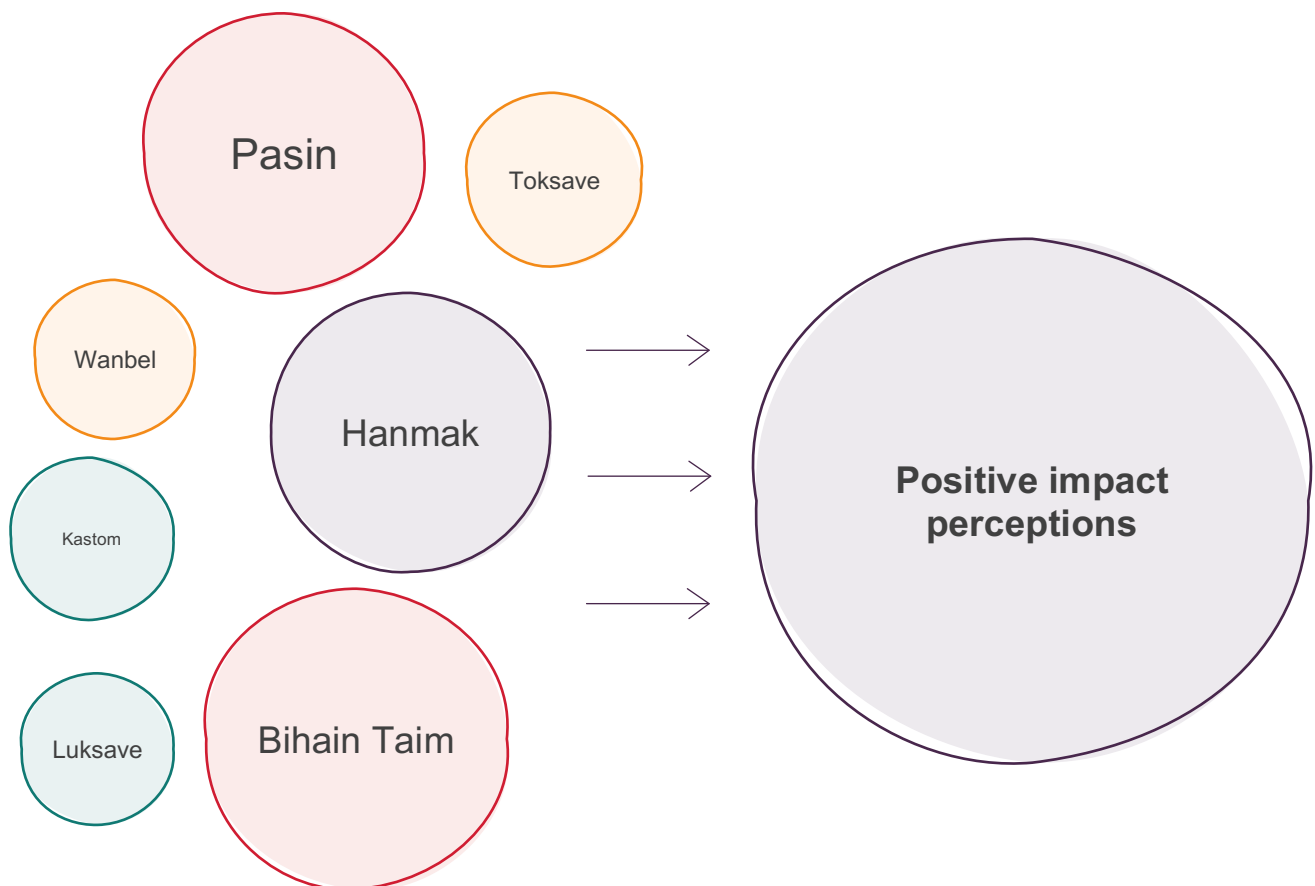 Pasin
Toksave
Wanbel
Hanmak
Kastom
Luksave
Bihain Taim
Positive impact
perceptions